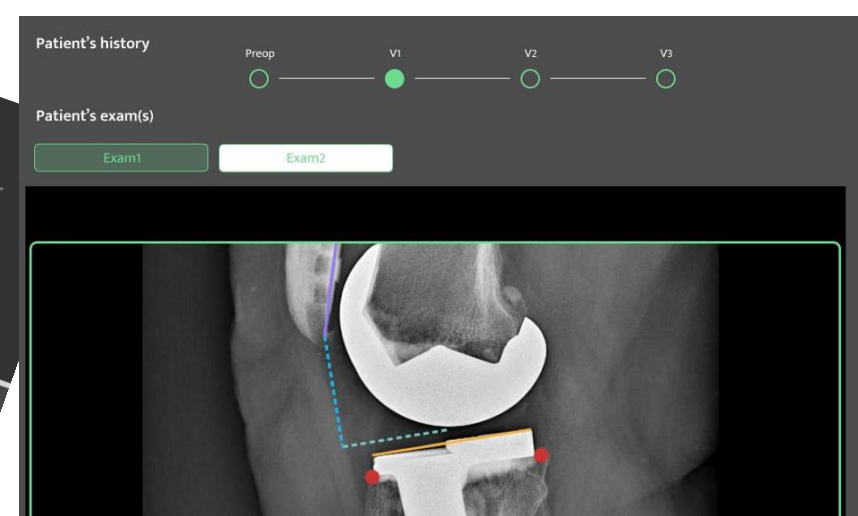 Patient's history
Preop V1 V2 V3
Patient's exam(s)
Exam1 Exam2